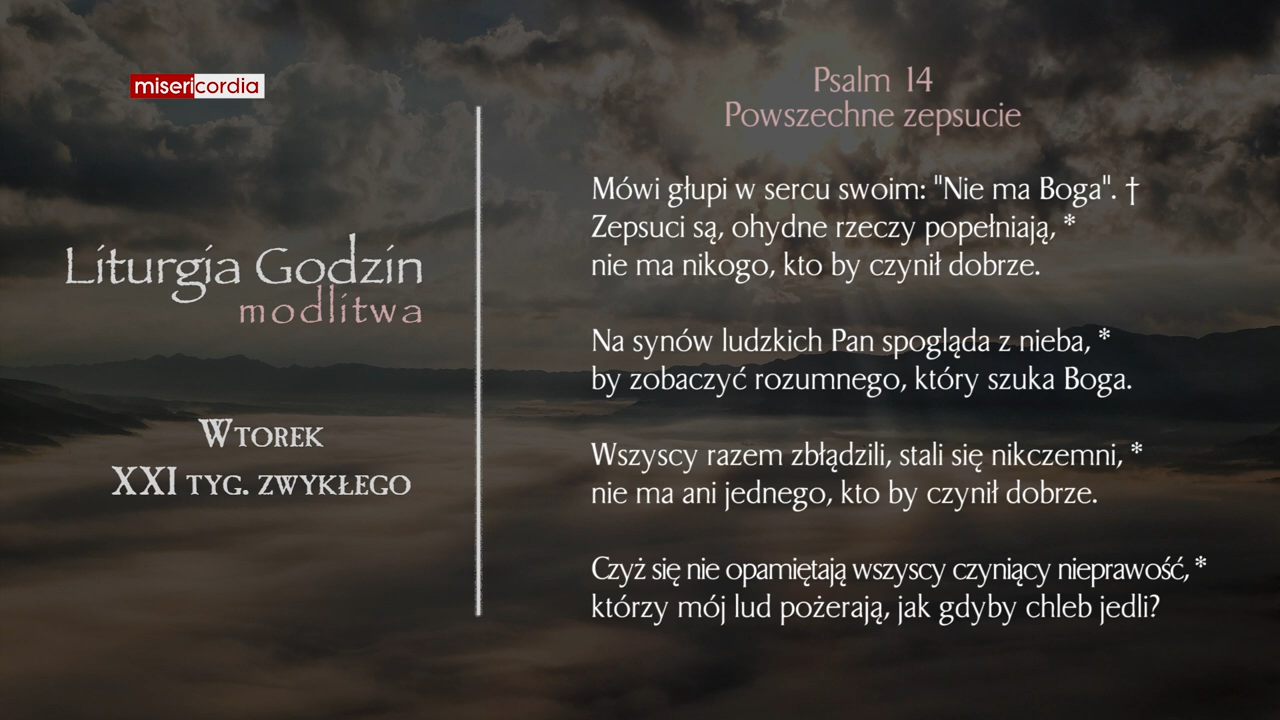 misericordia
Liturgia Godzin
modlitwa
Wtorek
XXI tyg. zwykłego
Psalm 14
Powszechne zepsucie
Mówi głupi w sercu swoim: "Nie ma Boga". †
Zepsuci są, ohydne rzeczy popełniają, *
nie ma nikogo, kto by czynił dobrze.
Na synów ludzkich Pan spogląda z nieba, *
by zobaczyć rozumnego, który szuka Boga.
Wszyscy razem zbłądzili, stali się nikczemni, *
nie ma ani jednego, kto by czynił dobrze.
Czyż się nie opamiętają wszyscy czyniący nieprawość, *
którzy mój lud pożerają, jak gdyby chleb jedli?